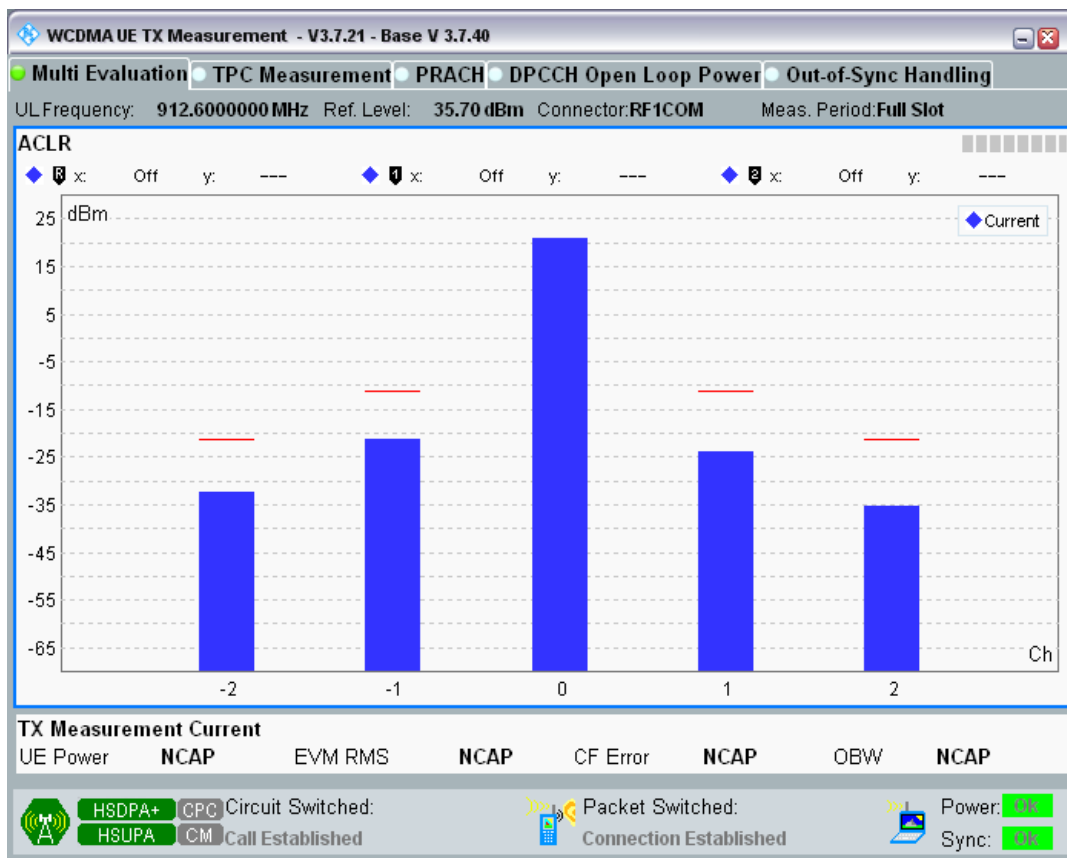 WCDMA UE TX Measurement - V3.7.21 - Base V 3.7.40
Multi Evaluation TPC Measurement PRACH DPCCH Open Loop Power Out-of-Sync Handling
UL Frequency: 912.6000000 MHz Ref. Level: 35.70 dBm Connector:RF1COM Meas. Period:Full Slot
ACLR
R x: Off y: --- 1 x: Off y: --- 2 x: Off y: ---
dBm
Current
25
15
5
-5
-15
-25
-35
-45
-55
-65
Ch
-2 -1 0 1 2
TX Measurement Current
UE Power NCAP EVM RMS NCAP CF Error NCAP OBW NCAP
HSDPA+ CPC Circuit Switched: Packet Switched: Power: Ok
HSUPA CM Call Established Connection Established Sync: Ok